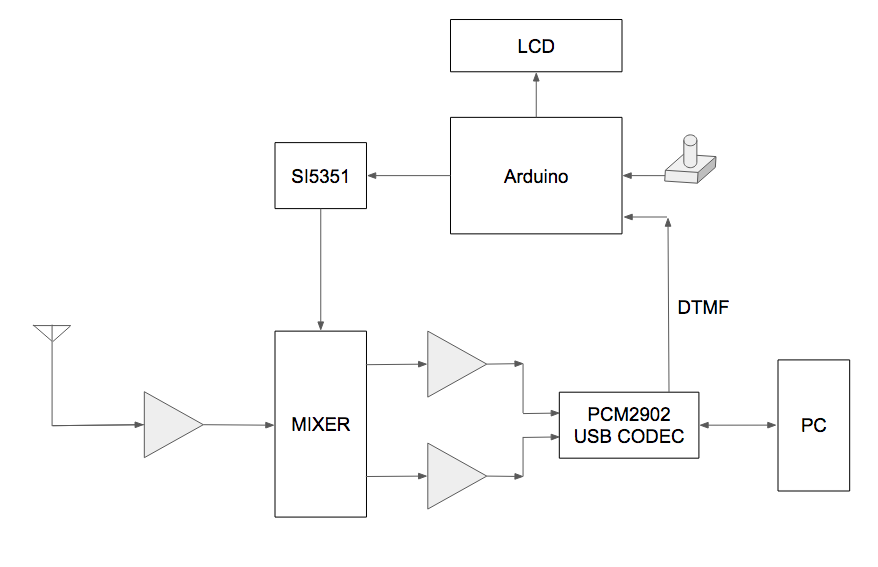 LCD
SI5351
Arduino
DTMF
MIXER
PCM2902
USB CODEC
PC